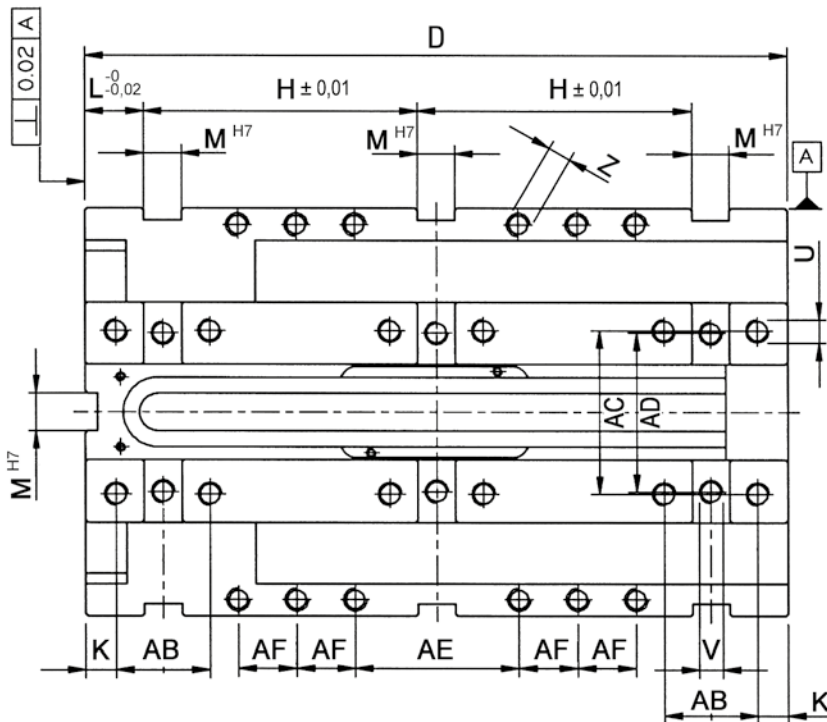 D
⊥ 0.02 A
L -0 -0,02
H ± 0,01
H ± 0,01
M H7
M H7
M H7
Z
A
U
AC
AD
M H7
K
AB
AF
AF
AE
AF
AF
V
AB
K